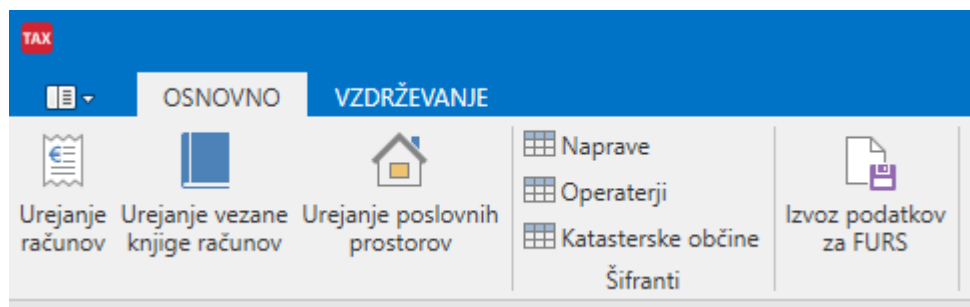 TAX
OSNOVNO VZDRŽEVANJE
Urejanje
računov
Urejanje vezane
knjige računov
Urejanje poslovnih
prostorov
Naprave
Operaterji
Katasterske občine
Šifranti
Izvoz podatkov
za FURS